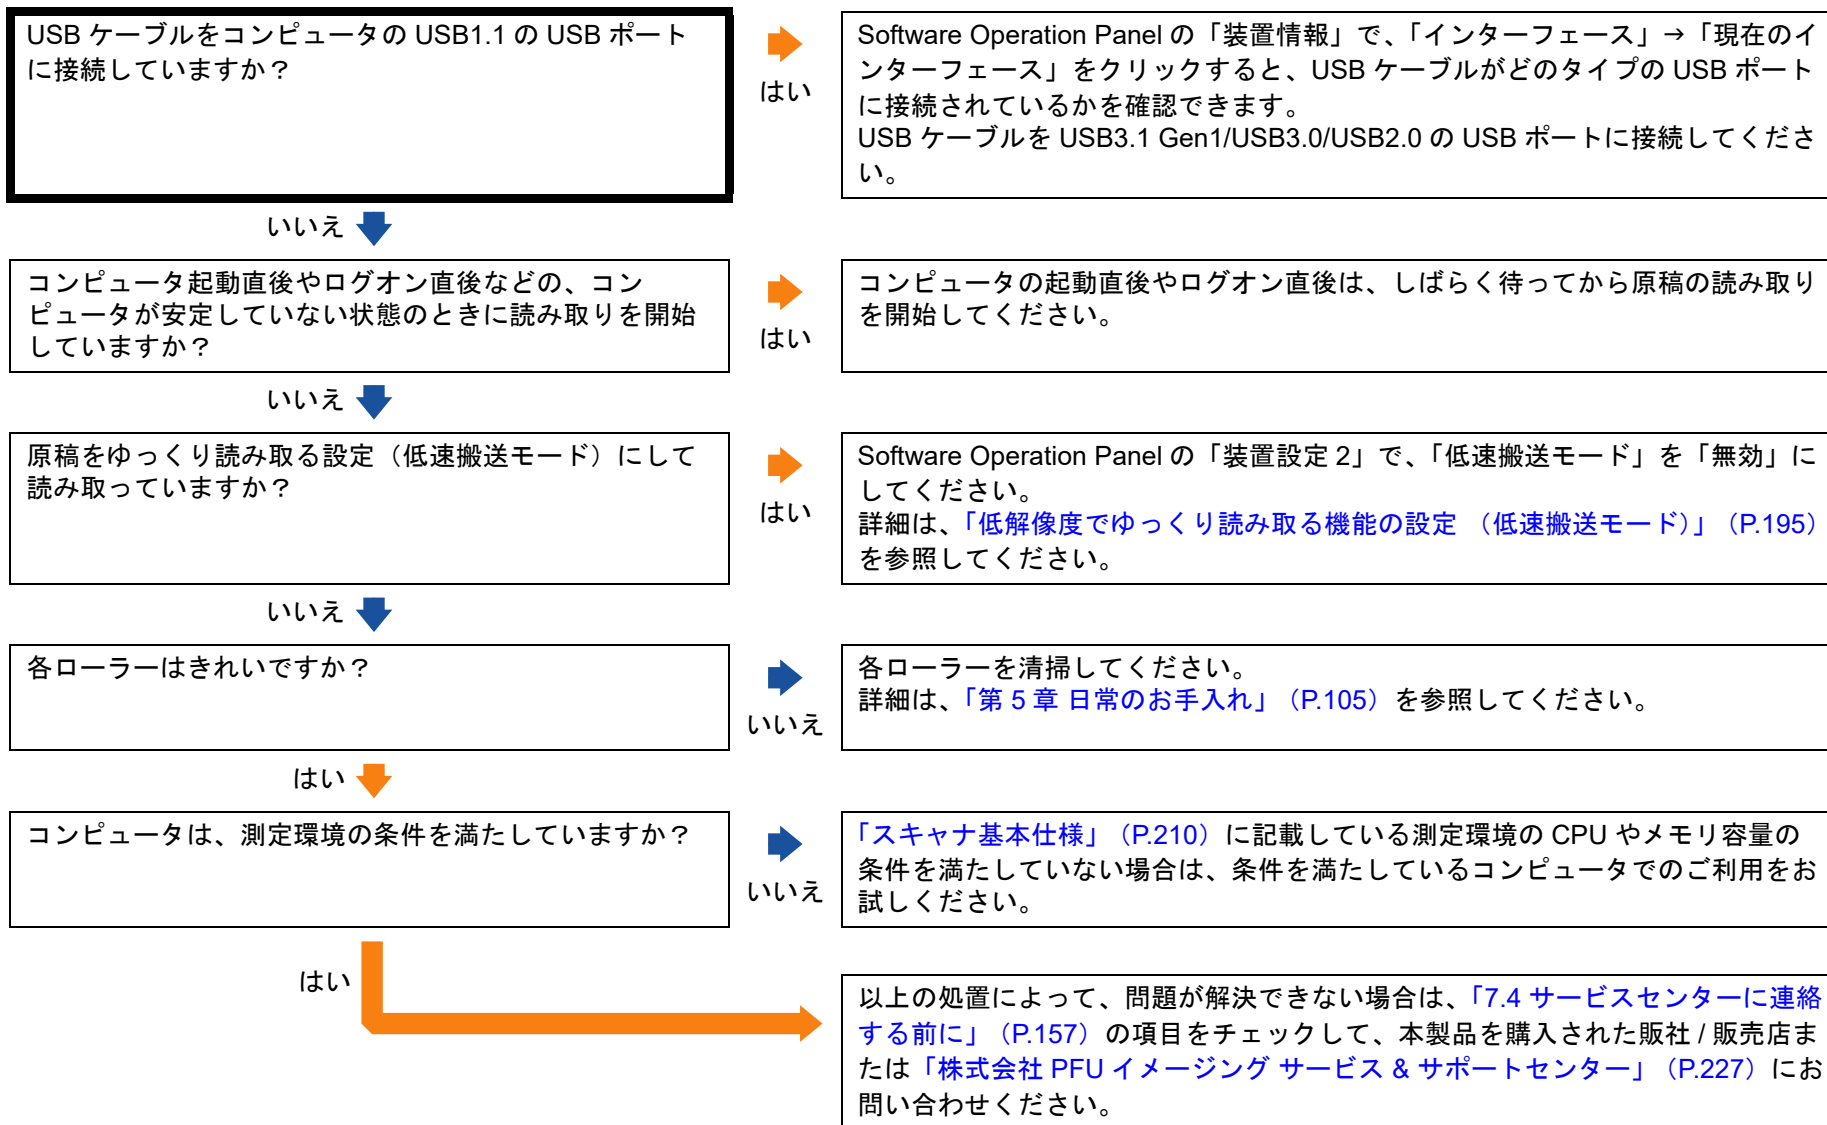 USB ケーブルをコンピュータの USB1.1 の USB ポート
に接続していますか？
はい
Software Operation Panel の「装置情報」で、「インターフェース」→「現在のイ
ンターフェース」をクリックすると、USB ケーブルがどのタイプの USB ポート
に接続されているかを確認できます。
USB ケーブルを USB3.1 Gen1/USB3.0/USB2.0 の USB ポートに接続してくださ
い。
いいえ
コンピュータ起動直後やログオン直後などの、コン
ピュータが安定していない状態のときに読み取りを開始
していますか？
はい
コンピュータの起動直後やログオン直後は、しばらく待ってから原稿の読み取り
を開始してください。
いいえ
原稿をゆっくり読み取る設定（低速搬送モード）にして
読み取っていますか？
はい
Software Operation Panel の「装置設定 2」で、「低速搬送モード」を「無効」に
してください。
詳細は、「低解像度でゆっくり読み取る機能の設定 （低速搬送モード）」（P.195）
を参照してください。
いいえ
各ローラーはきれいですか？
いいえ
各ローラーを清掃してください。
詳細は、「第 5 章 日常のお手入れ」（P.105）を参照してください。
はい
コンピュータは、測定環境の条件を満たしていますか？
いいえ
「スキャナ基本仕様」（P.210）に記載している測定環境の CPU やメモリ容量の
条件を満たしていない場合は、条件を満たしているコンピュータでのご利用をお
試しください。
はい
以上の処置によって、問題が解決できない場合は、「7.4 サービスセンターに連絡
する前に」（P.157）の項目をチェックして、本製品を購入された販社 / 販売店ま
たは「株式会社 PFU イメージング サービス & サポートセンター」（P.227）にお
問い合わせください。